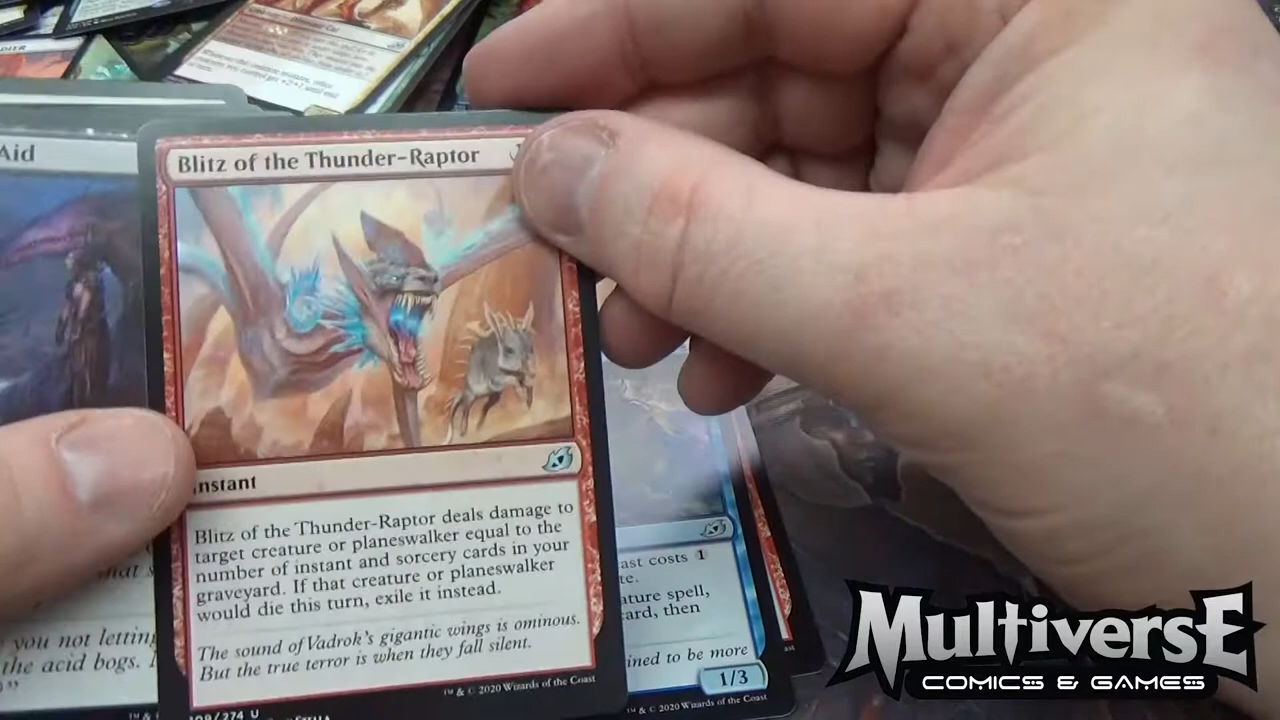 Aid
Blitz of the Thunder-Raptor
Instant
Blitz of the Thunder-Raptor deals damage to
target creature or planeswalker equal to the
number of instant and sorcery cards in your
graveyard. If that creature or planeswalker
would die this turn, exile it instead.
The sound of Vadrok's gigantic wings is ominous.
But the true terror is when they fall silent.
™ & © 2020 Wizards of the Coast
/274 U
you not letting
the acid bogs.
ast costs 1
te.
ature spell,
card, then
ined to be more
1/3
™ & © 2020 Wizards of the Coast
MultiversE
COMICS & GAMES